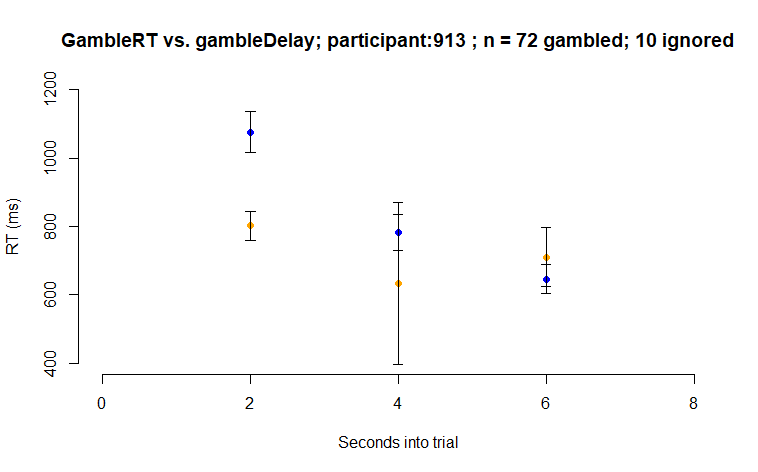 GambleRT vs. gambleDelay; participant:913 ; n = 72 gambled; 10 ignored
1200
1000
800
600
400
RT (ms)
0 2 4 6 8
Seconds into trial